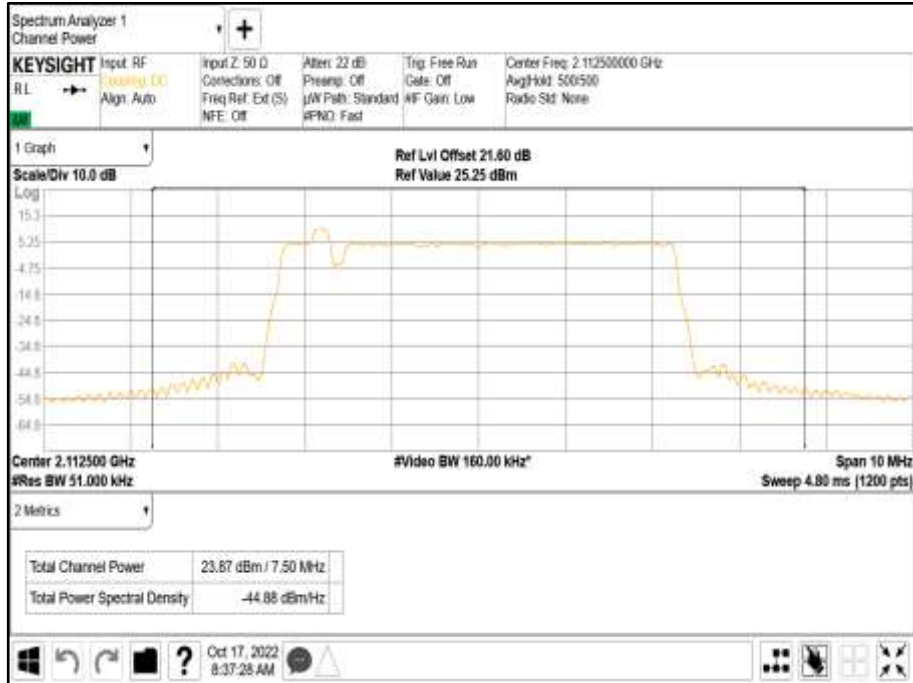 Spectrum Analyzer 1
Channel Power
+
KEYSIGHT
RL
Input: RF
Coupling: DC
Align: Auto
Input Z: 50 Ω
Corrections: Off
Freq Ref: Ext (S)
NFE: Off
Atten: 22 dB
Preamp: Off
µW Path: Standard
#PNO: Fast
Trig: Free Run
Gate: Off
#IF Gain: Low
Center Freq: 2.112500000 GHz
Avg|Hold: 500/500
Radio Std: None
1 Graph
Scale/Div 10.0 dB
Ref Lvl Offset 21.60 dB
Ref Value 25.25 dBm
Log
15.3
5.25
-4.75
-14.8
-24.8
-34.8
-44.8
-54.8
-64.8
Center 2.112500 GHz
#Res BW 51.000 kHz
#Video BW 160.00 kHz*
Span 10 MHz
Sweep 4.80 ms (1200 pts)
2 Metrics
Total Channel Power 23.87 dBm / 7.50 MHz
Total Power Spectral Density -44.88 dBm/Hz
?
Oct 17, 2022
8:37:28 AM